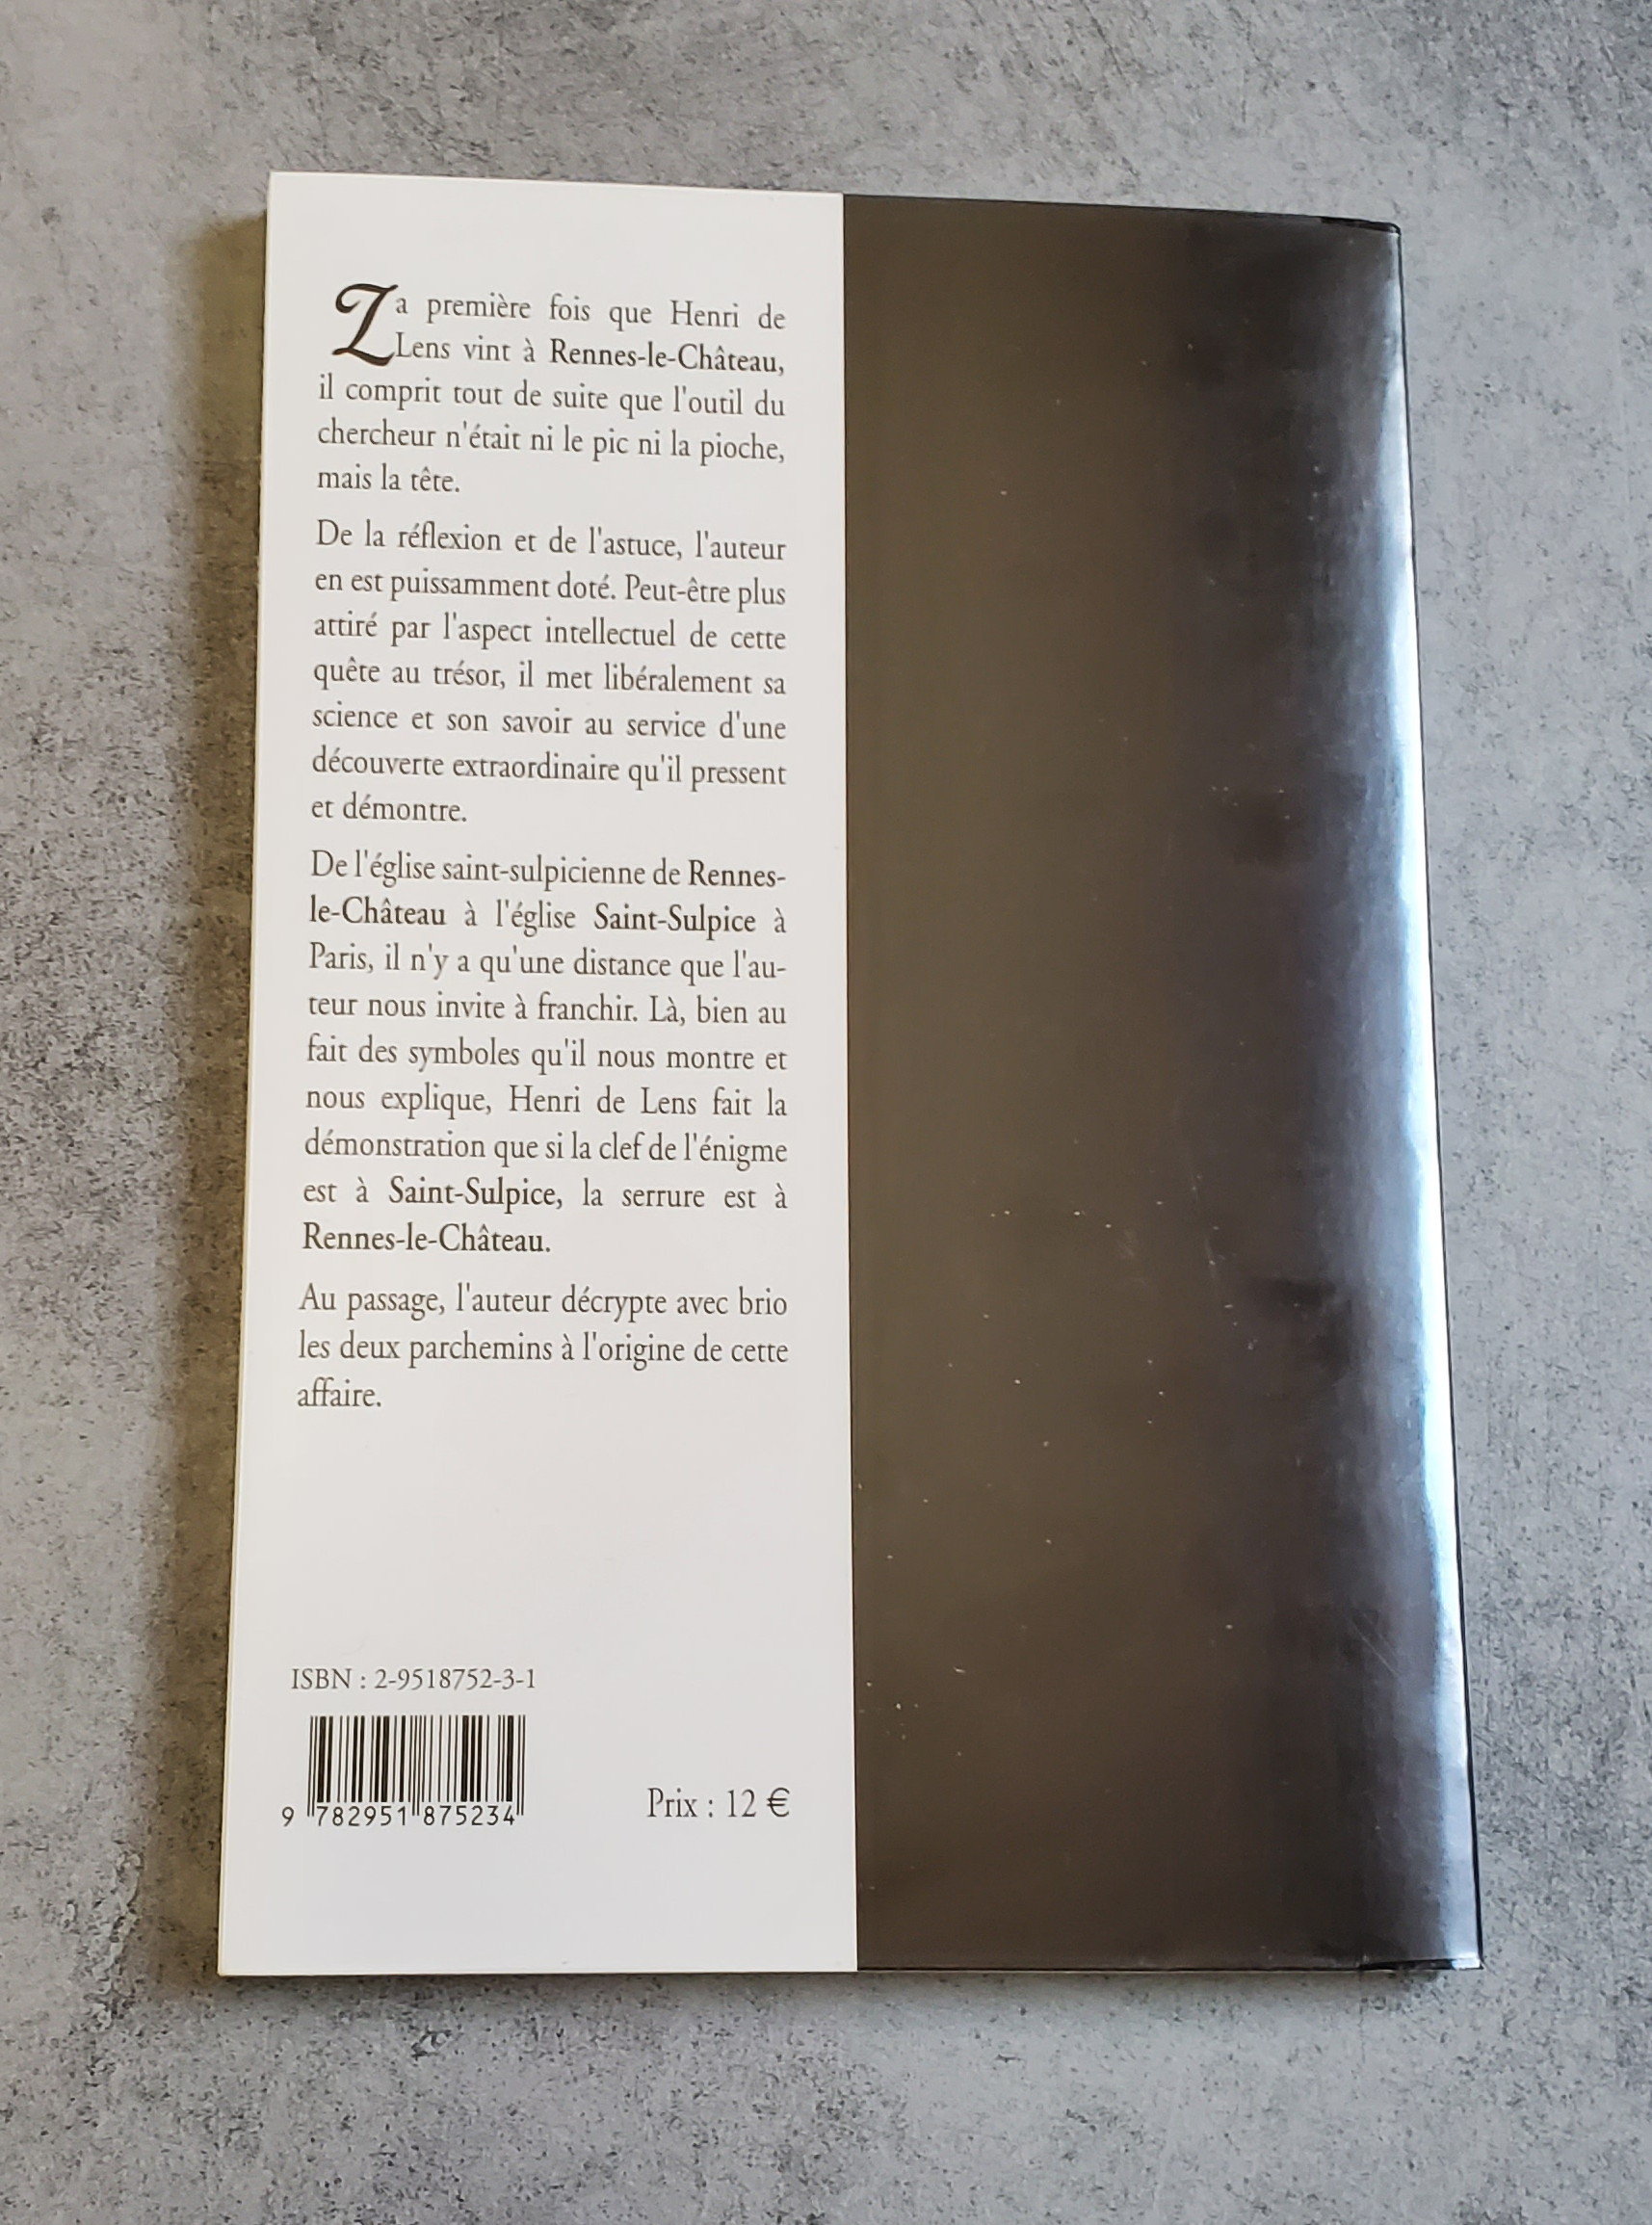 La première fois que Henri de
Lens vint à Rennes-le-Château,
il comprit tout de suite que l'outil du
chercheur n'était ni le pic ni la pioche,
mais la tête.
De la réflexion et de l'astuce, l'auteur
en est puissamment doté. Peut-être plus
attiré par l'aspect intellectuel de cette
quête au trésor, il met libéralement sa
science et son savoir au service d'une
découverte extraordinaire qu'il pressent
et démontre.
De l'église saint-sulpicienne de Rennes-
le-Château à l'église Saint-Sulpice à
Paris, il n'y a qu'une distance que l'au-
teur nous invite à franchir. Là, bien au
fait des symboles qu'il nous montre et
nous explique, Henri de Lens fait la
démonstration que si la clef de l'énigme
est à Saint-Sulpice, la serrure est à
Rennes-le-Château.
Au passage, l'auteur décrypte avec brio
les deux parchemins à l'origine de cette
affaire.
ISBN : 2-9518752-3-1
9 782951 875234
Prix : 12 €